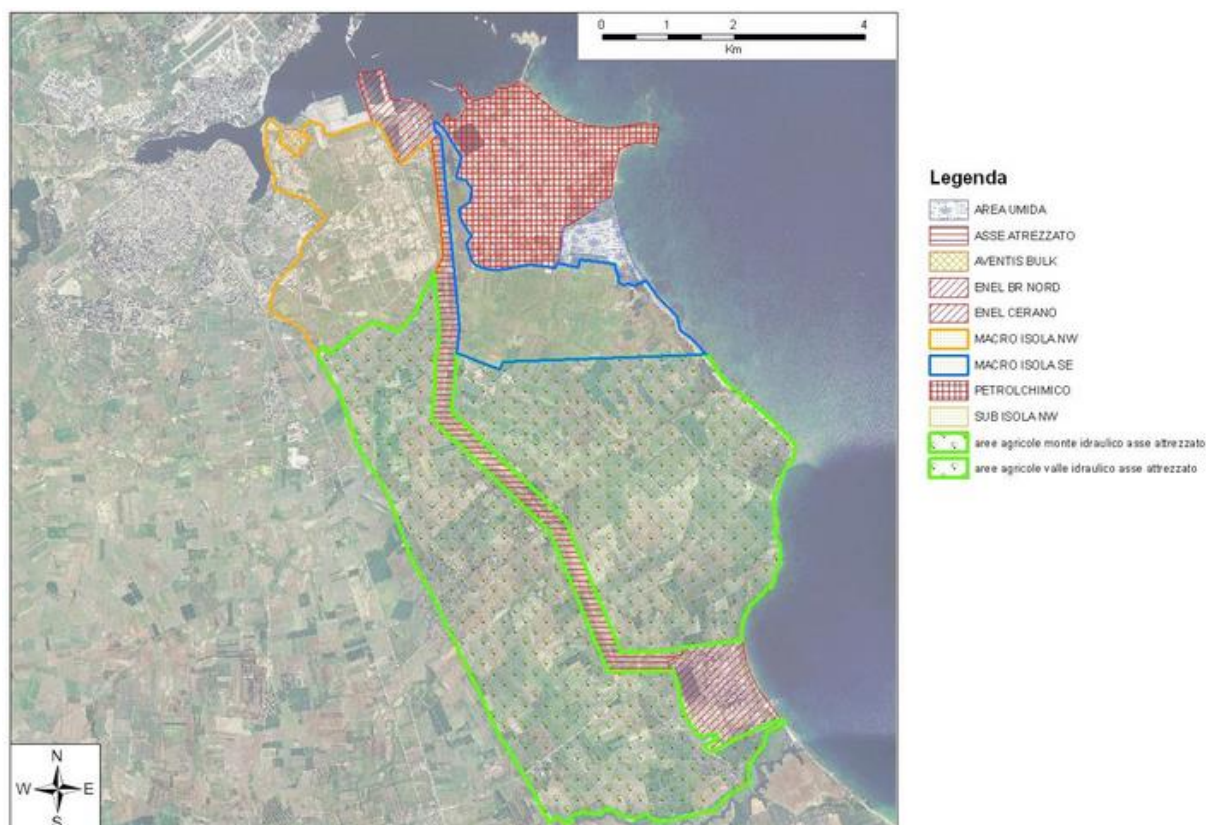 0 1 2 4
Km
Legenda
AREA UMIDA
ASSE ATREZZATO
AVENTIS BULK
ENEL BR NORD
ENEL CERANO
MACRO ISOLA NW
MACRO ISOLA SE
PETROLCHIMICO
SUB ISOLA NW
aree agricole monte idraulico asse attrezzato
aree agricole valle idraulico asse attrezzato
N
W E
S